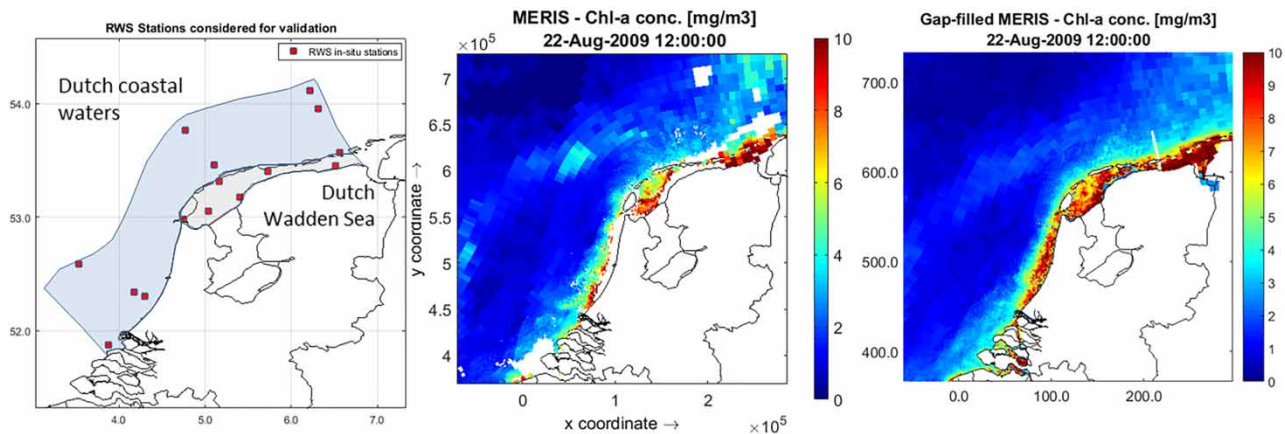 RWS Stations considered for validation
RWS in-situ stations
Dutch coastal
waters
Dutch
Wadden Sea
54.0
53.0
52.0
4.0 5.0 6.0 7.0
MERIS - Chl-a conc. [mg/m3]
22-Aug-2009 12:00:00
×10⁵
y coordinate →
7
6.5
6
5.5
5
4.5
4
0 1 2
x coordinate → ×10⁵
10
8
6
4
2
0
Gap-filled MERIS - Chl-a conc. [mg/m3]
22-Aug-2009 12:00:00
700.0
600.0
500.0
400.0
0.0 100.0 200.0
10
9
8
7
6
5
4
3
2
1
0